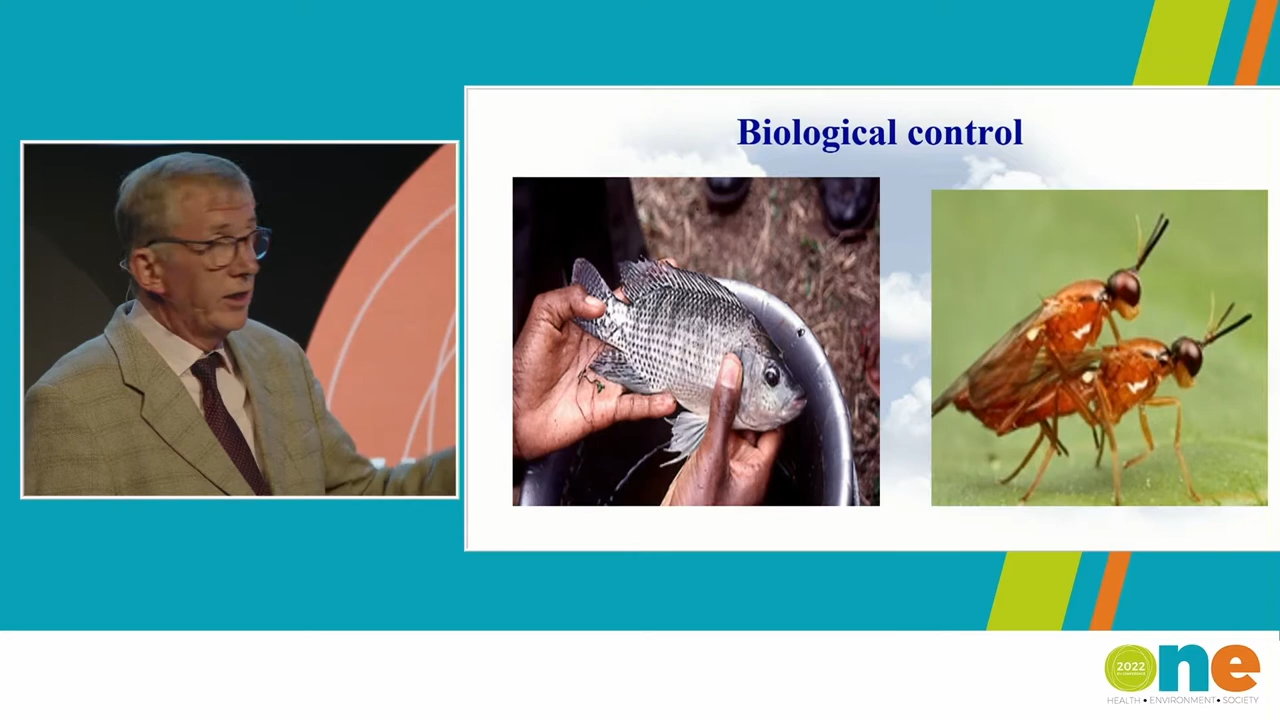 Biological control
2022
one
HEALTH • ENVIRONMENT • SOCIETY